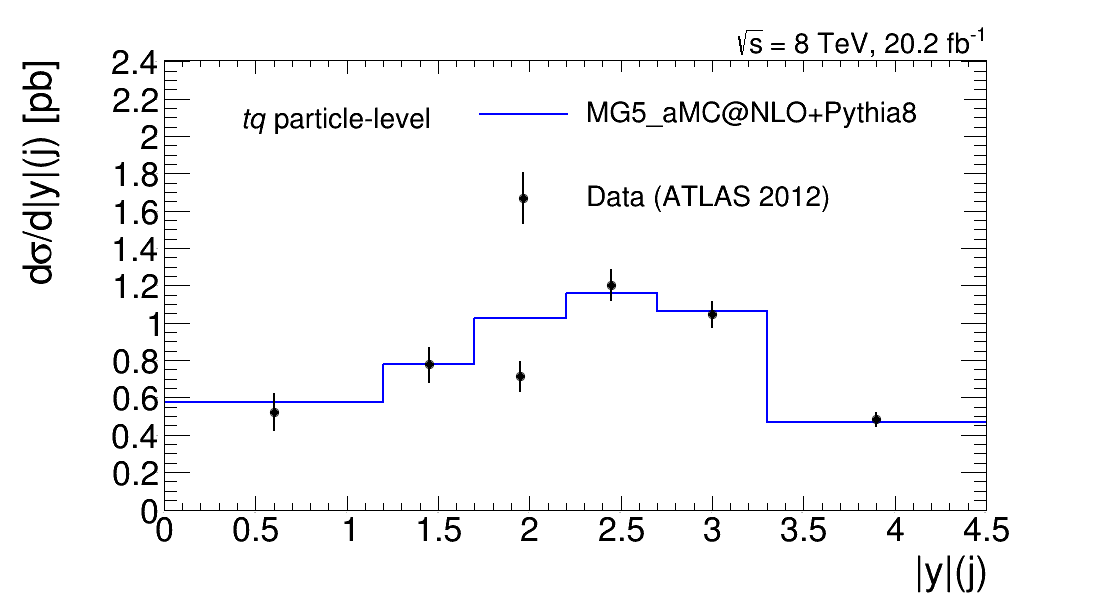 √s = 8 TeV, 20.2 fb⁻¹
dσ/d|y|(j) [pb]
2.4
2.2
2
1.8
1.6
1.4
1.2
1
0.8
0.6
0.4
0.2
0
tq particle-level
MG5_aMC@NLO+Pythia8
Data (ATLAS 2012)
0 0.5 1 1.5 2 2.5 3 3.5 4 4.5
|y|(j)